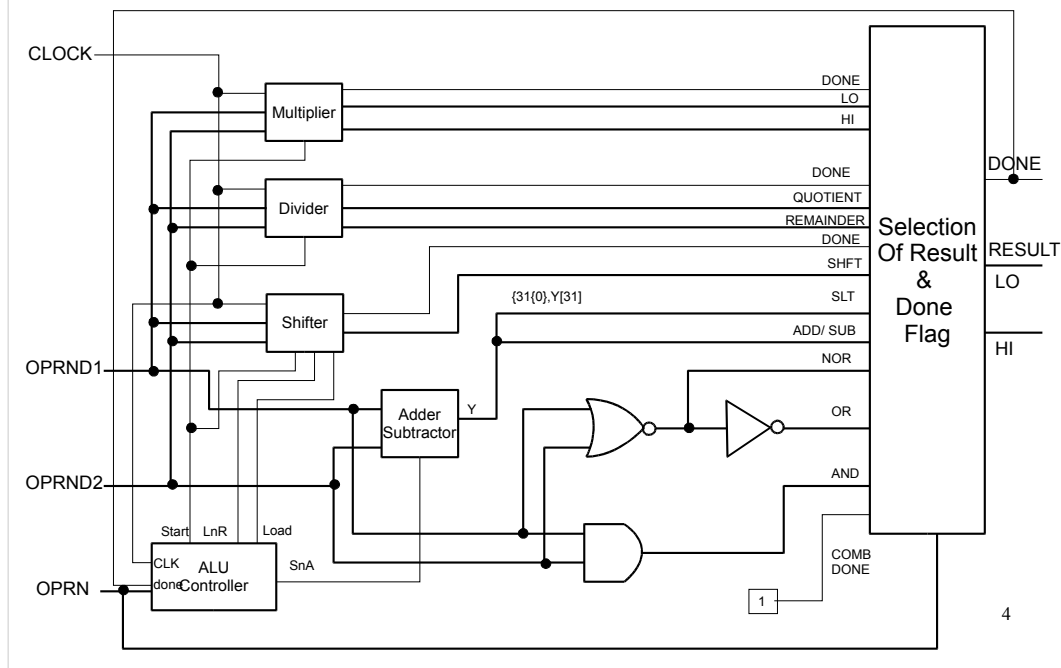 CLOCK
Multiplier
DONE
LO
HI
DONE
Divider
DONE
QUOTIENT
REMAINDER
DONE
Selection
Of Result
&
Done
Flag
RESULT
LO
SHFT
Shifter
{31{0},Y[31]
SLT
ADD/ SUB
HI
OPRND1
NOR
Adder
Subtractor
Y
OR
OPRND2
AND
Start
LnR
Load
CLK
done
ALU
Controller
SnA
COMB
DONE
OPRN
1
4